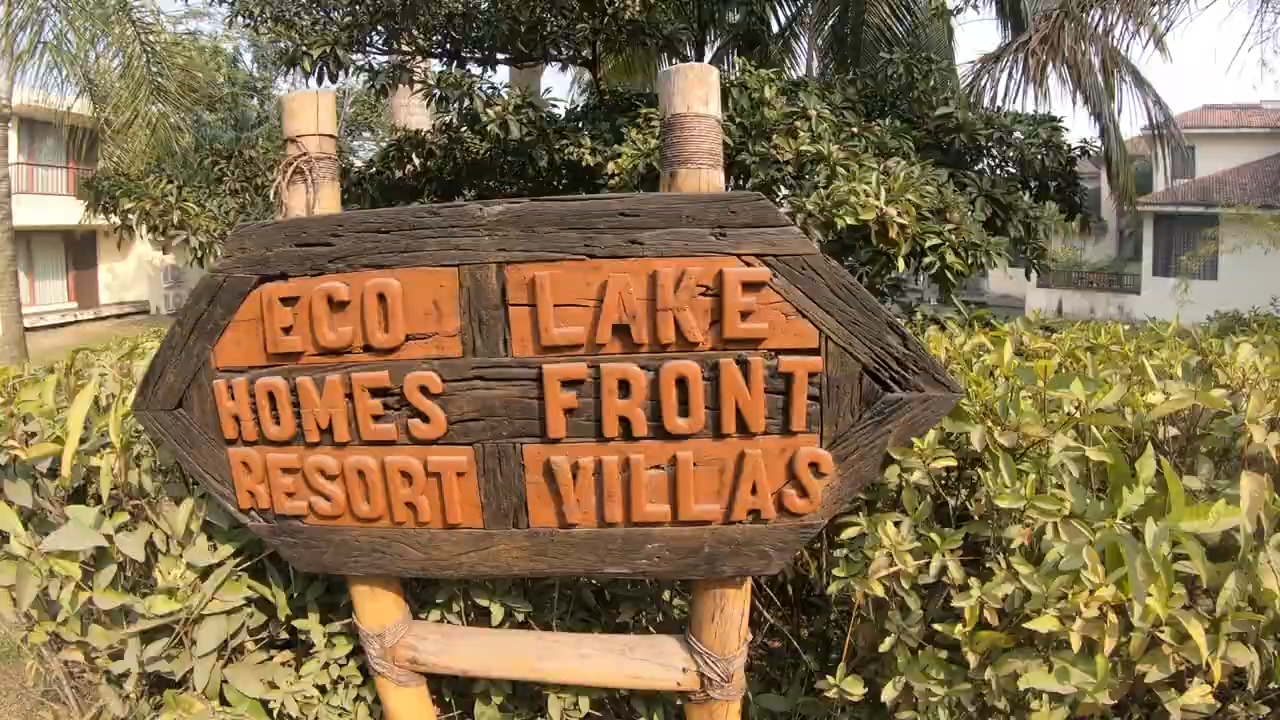 ECO
HOMES
RESORT
LAKE
FRONT
VILLAS